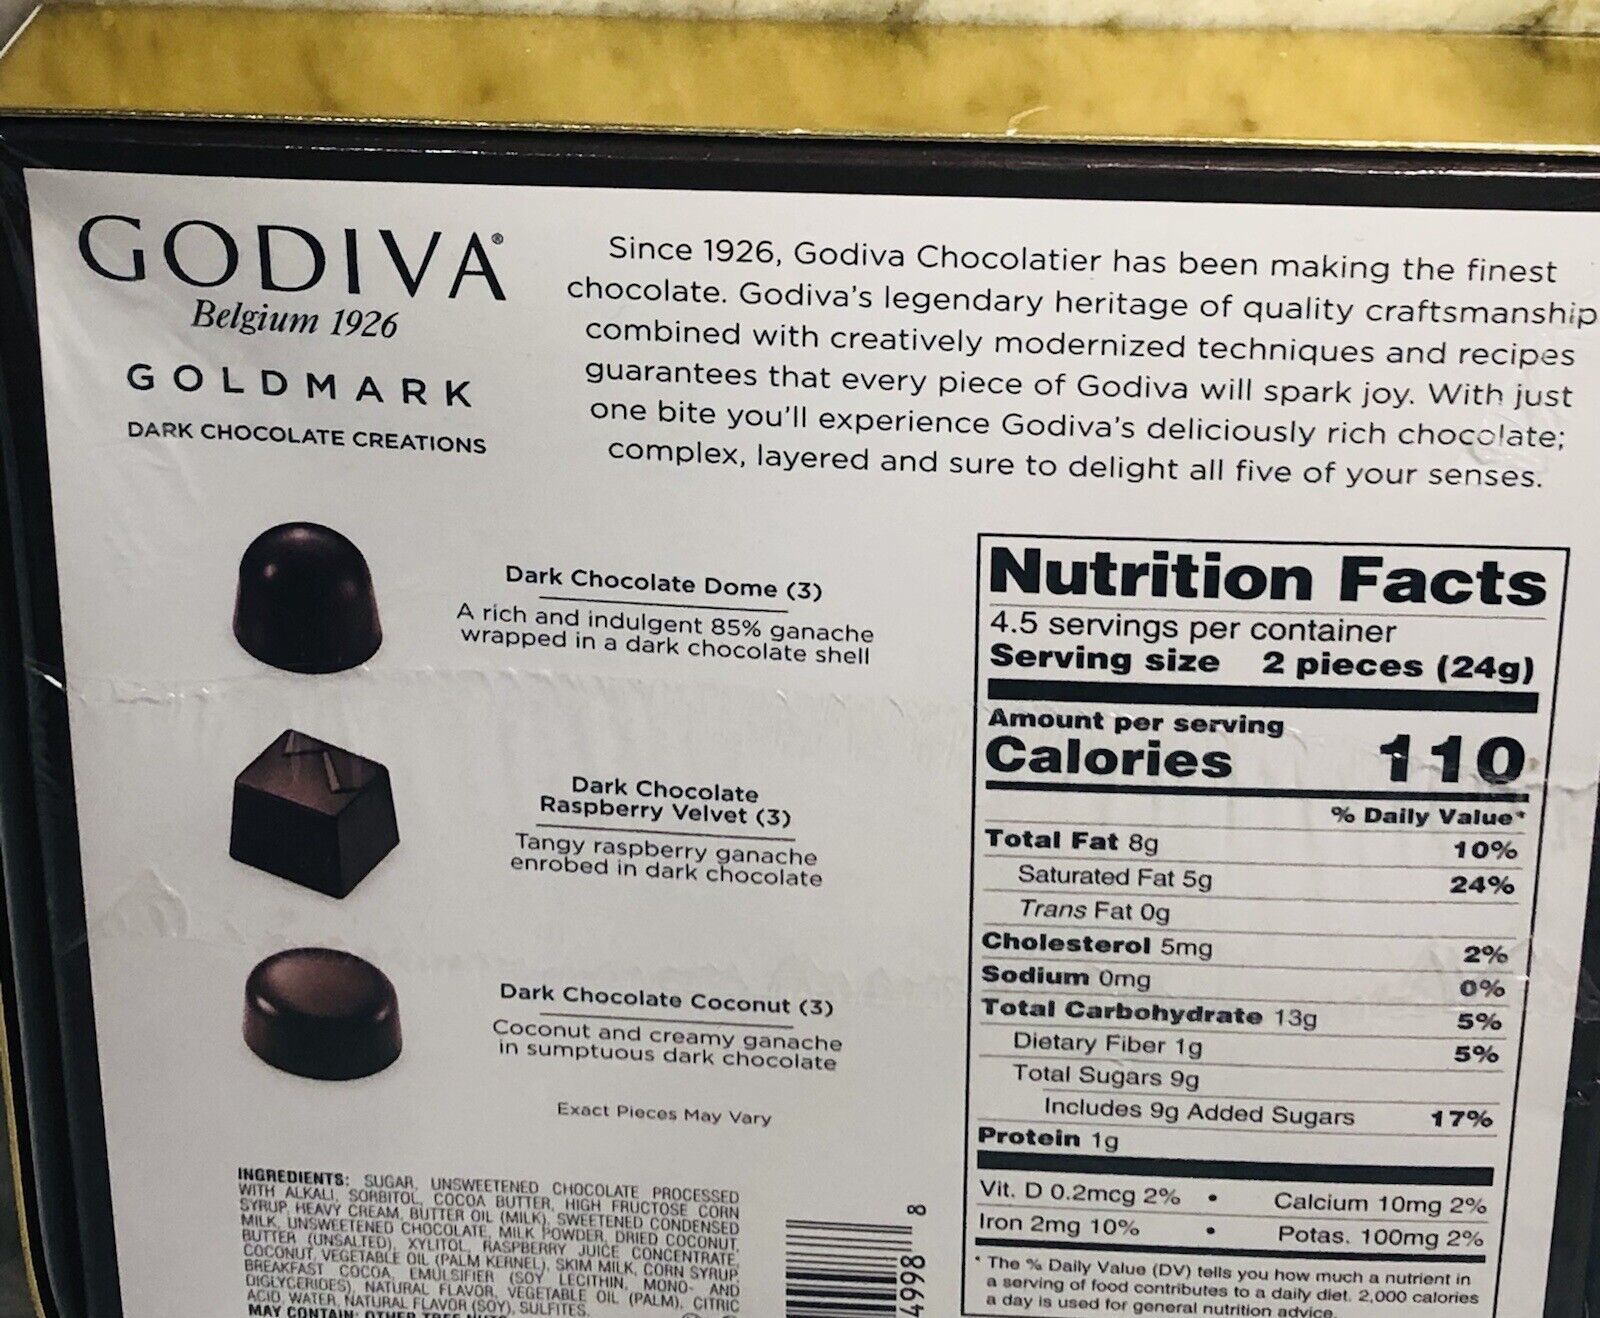 GODIVA®
Belgium 1926
GOLDMARK
DARK CHOCOLATE CREATIONS
Since 1926, Godiva Chocolatier has been making the finest
chocolate. Godiva's legendary heritage of quality craftsmanship
combined with creatively modernized techniques and recipes
guarantees that every piece of Godiva will spark joy. With just
one bite you'll experience Godiva's deliciously rich chocolate;
complex, layered and sure to delight all five of your senses.
Dark Chocolate Dome (3)
A rich and indulgent 85% ganache
wrapped in a dark chocolate shell
Dark Chocolate
Raspberry Velvet (3)
Tangy raspberry ganache
enrobed in dark chocolate
Dark Chocolate Coconut (3)
Coconut and creamy ganache
in sumptuous dark chocolate
Exact Pieces May Vary
INGREDIENTS: SUGAR, UNSWEETENED CHOCOLATE PROCESSED
WITH ALKALI, SORBITOL, COCOA BUTTER, HIGH FRUCTOSE CORN
SYRUP, HEAVY CREAM, BUTTER OIL (MILK), SWEETENED CONDENSED
MILK, UNSWEETENED CHOCOLATE, MILK POWDER, DRIED COCONUT,
BUTTER (UNSALTED), XYLITOL, RASPBERRY JUICE CONCENTRATE,
COCONUT, VEGETABLE OIL (PALM KERNEL), SKIM MILK, CORN SYRUP,
BREAKFAST COCOA, EMULSIFIER (SOY LECITHIN, MONO- AND
DIGLYCERIDES), NATURAL FLAVOR, VEGETABLE OIL (PALM), CITRIC
ACID, WATER, NATURAL FLAVOR (SOY), SULFITES.
MAY CONTAIN: OTHER TREE NUTS
8
49981
Nutrition Facts
4.5 servings per container
Serving size 2 pieces (24g)
Amount per serving
Calories 110
% Daily Value*
Total Fat 8g 10%
Saturated Fat 5g 24%
Trans Fat 0g
Cholesterol 5mg 2%
Sodium 0mg 0%
Total Carbohydrate 13g 5%
Dietary Fiber 1g 5%
Total Sugars 9g
Includes 9g Added Sugars 17%
Protein 1g
Vit. D 0.2mcg 2% • Calcium 10mg 2%
Iron 2mg 10% • Potas. 100mg 2%
* The % Daily Value (DV) tells you how much a nutrient in
a serving of food contributes to a daily diet. 2,000 calories
a day is used for general nutrition advice.